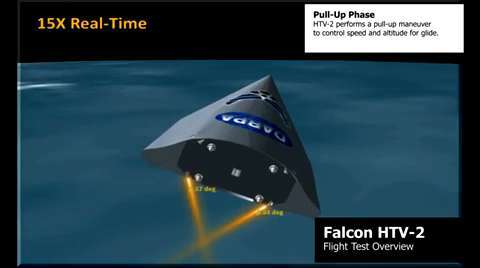 15X Real-Time
Pull-Up Phase
HTV-2 performs a pull-up maneuver
to control speed and altitude for glide.
DARPA
Falcon HTV-2
Flight Test Overview